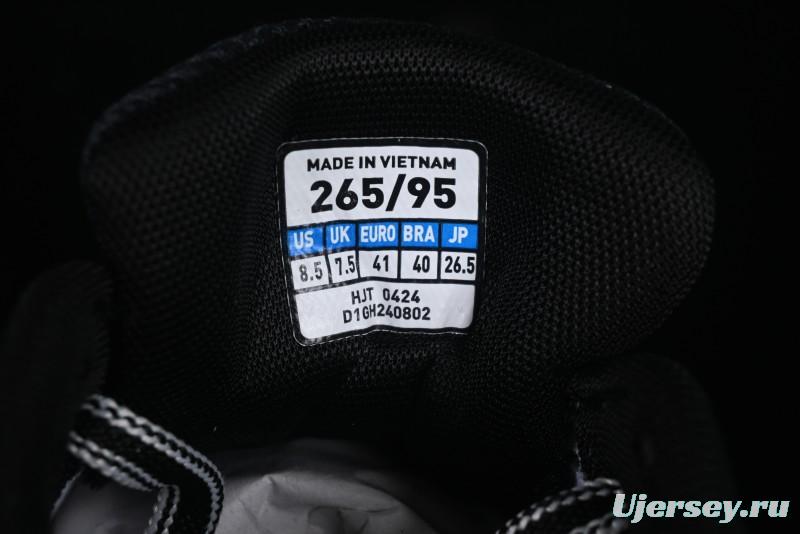 MADE IN VIETNAM
265/95
US UK EURO BRA JP
8.5 7.5 41 40 26.5
HJT 0424
D1GH240802
Ujersey.ru